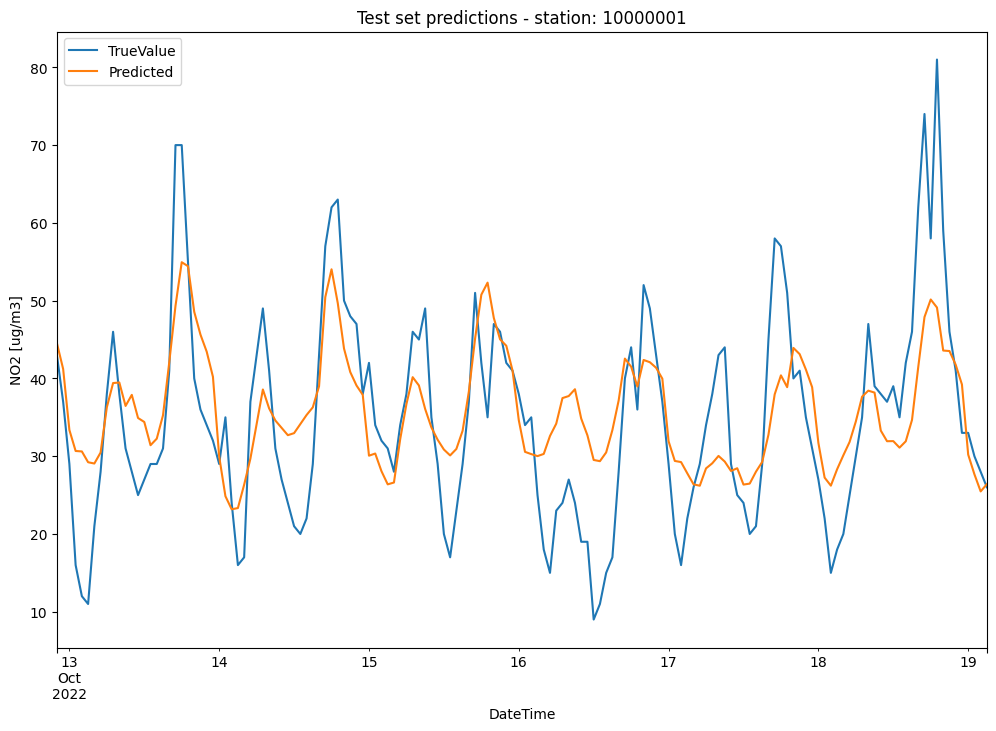 Test set predictions - station: 10000001
TrueValue
Predicted
NO2 [ug/m3]
80
70
60
50
40
30
20
10
13 14 15 16 17 18 19
Oct
2022
DateTime